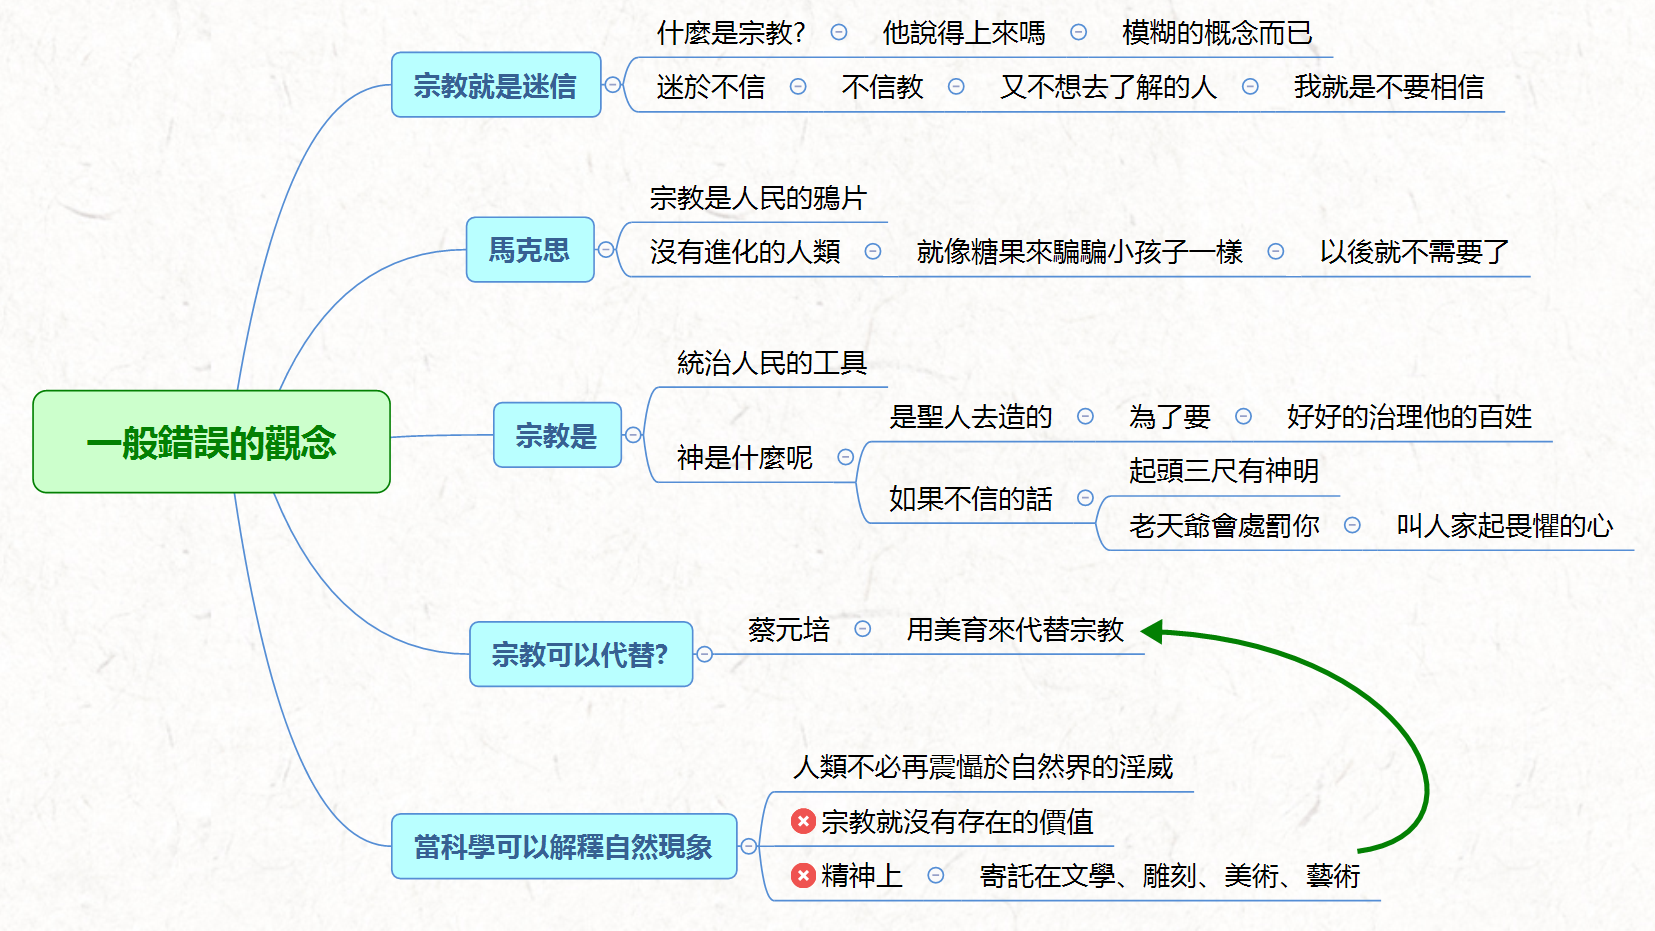 一般錯誤的觀念
宗教就是迷信
什麼是宗教? 他說得上來嗎 模糊的概念而已
迷於不信 不信教 又不想去了解的人 我就是不要相信
馬克思
宗教是人民的鴉片
沒有進化的人類 就像糖果來騙騙小孩子一樣 以後就不需要了
宗教是
統治人民的工具
神是什麼呢
是聖人去造的 為了要 好好的治理他的百姓
如果不信的話
起頭三尺有神明
老天爺會處罰你 叫人家起畏懼的心
宗教可以代替?
蔡元培 用美育來代替宗教
當科學可以解釋自然現象
人類不必再震懾於自然界的淫威
宗教就沒有存在的價值
精神上 寄託在文學、雕刻、美術、藝術